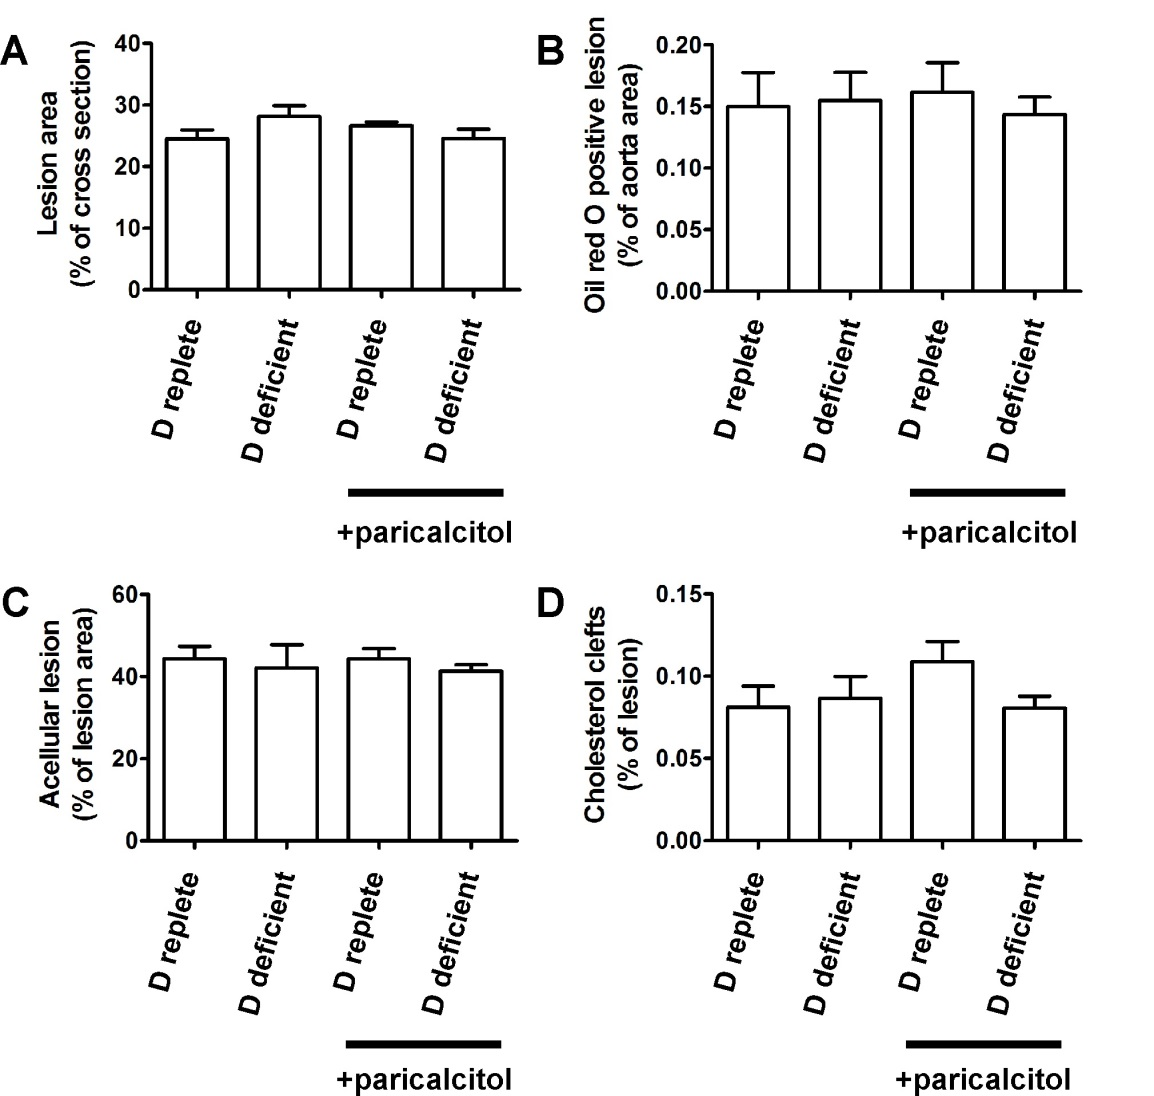 A
Lesion area
(% of cross section)
40
30
20
10
0
D replete
D deficient
D replete
D deficient
+paricalcitol
B
Oil red O positive lesion
(% of aorta area)
0.20
0.15
0.10
0.05
0.00
D replete
D deficient
D replete
D deficient
+paricalcitol
C
Acellular lesion
(% of lesion area)
60
40
20
0
D replete
D deficient
D replete
D deficient
+paricalcitol
D
Cholesterol clefts
(% of lesion)
0.15
0.10
0.05
0.00
D replete
D deficient
D replete
D deficient
+paricalcitol